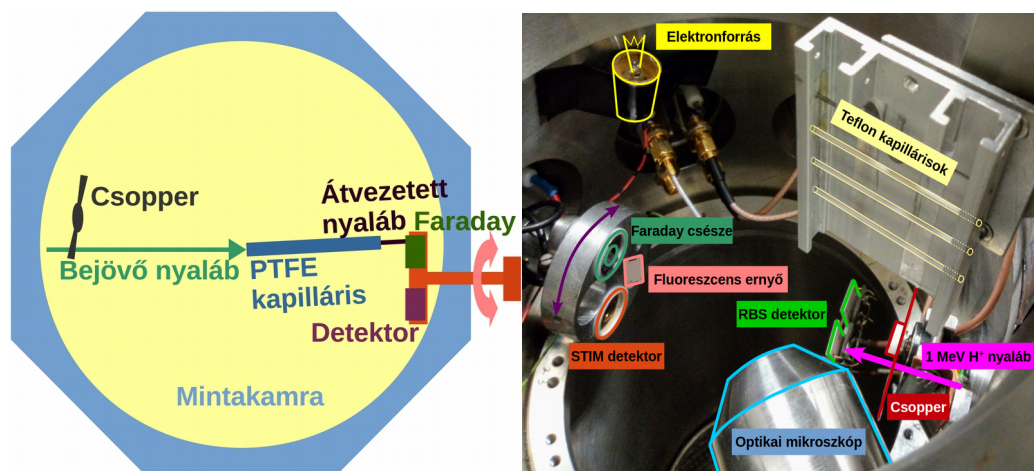 Csopper
Átvezetett
nyaláb
Faraday
Bejövő nyaláb
PTFE
kapilláris
Detektor
Mintakamra
Elektronforrás
Teflon kapillárisok
Faraday csésze
Fluoreszcens ernyő
RBS detektor
STIM detektor
1 MeV H⁺ nyaláb
Csopper
Optikai mikroszkóp